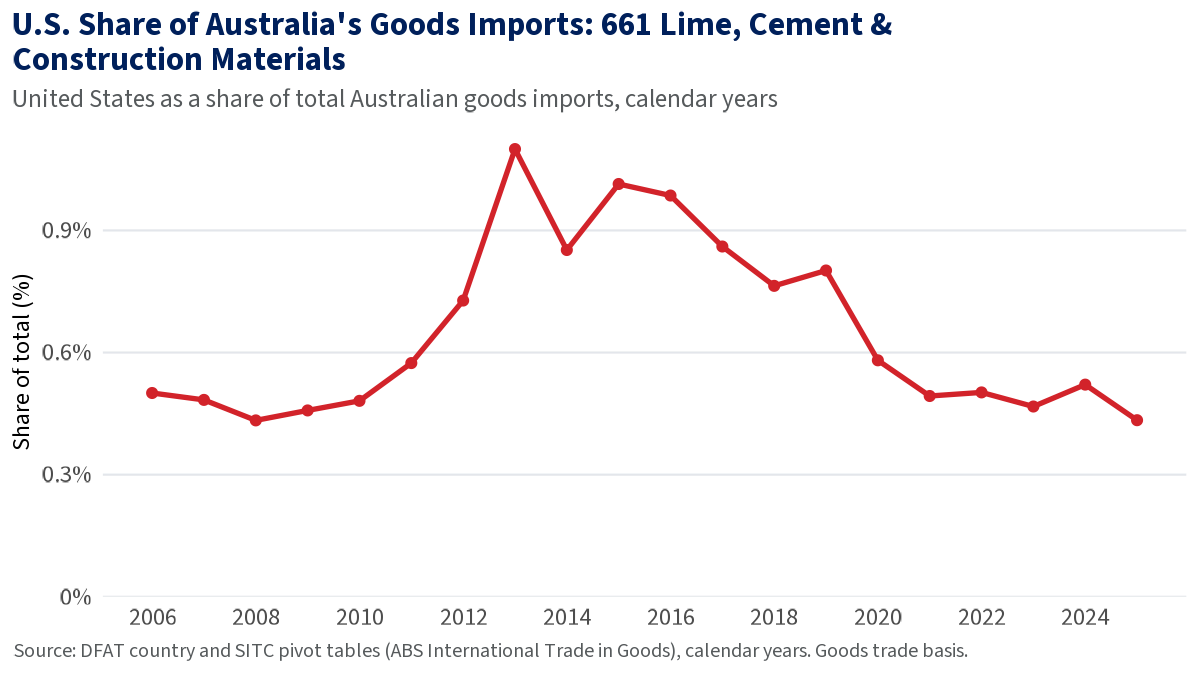 U.S. Share of Australia's Goods Imports: 661 Lime, Cement &
Construction Materials
United States as a share of total Australian goods imports, calendar years
Share of total (%)
0.9%
0.6%
0.3%
0%
2006 2008 2010 2012 2014 2016 2018 2020 2022 2024
Source: DFAT country and SITC pivot tables (ABS International Trade in Goods), calendar years. Goods trade basis.